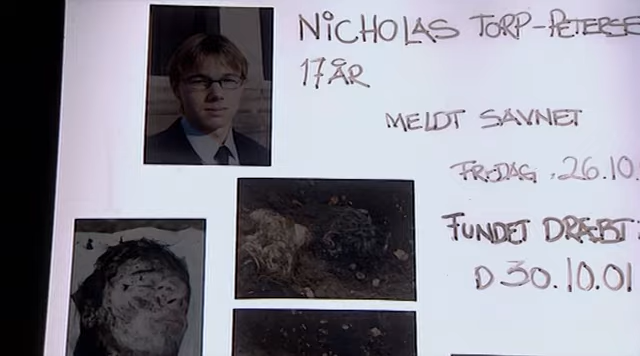 NICHOLAS TORP-PETERSE
17 ÅR
MELDT SAVNET
FREDAG .26.10.
FUNDET DRÆBT:
D 30.10.01